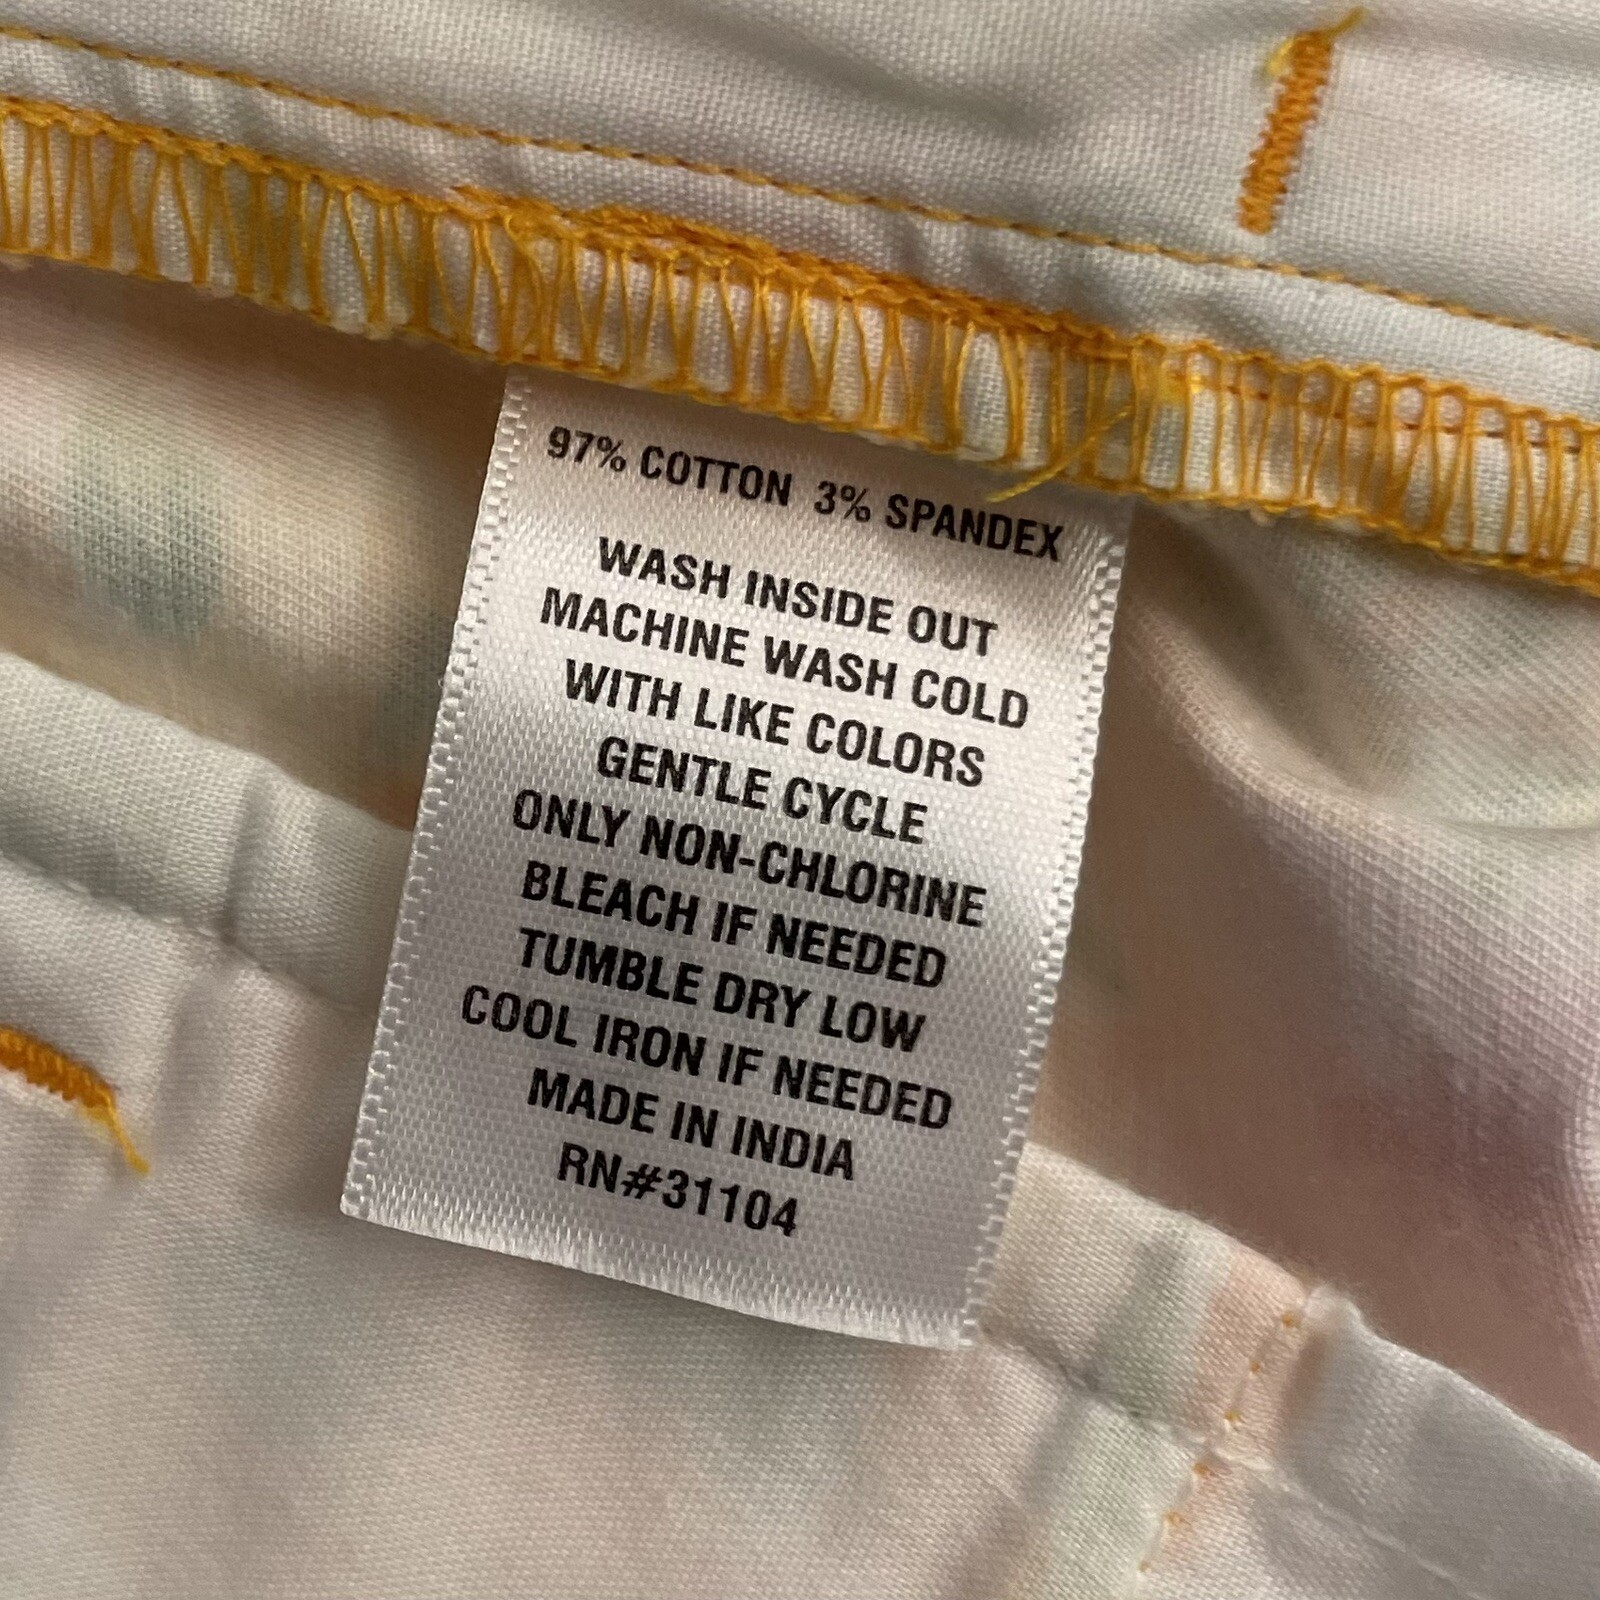 97% COTTON 3% SPANDEX
WASH INSIDE OUT
MACHINE WASH COLD
WITH LIKE COLORS
GENTLE CYCLE
ONLY NON-CHLORINE
BLEACH IF NEEDED
TUMBLE DRY LOW
COOL IRON IF NEEDED
MADE IN INDIA
RN#31104